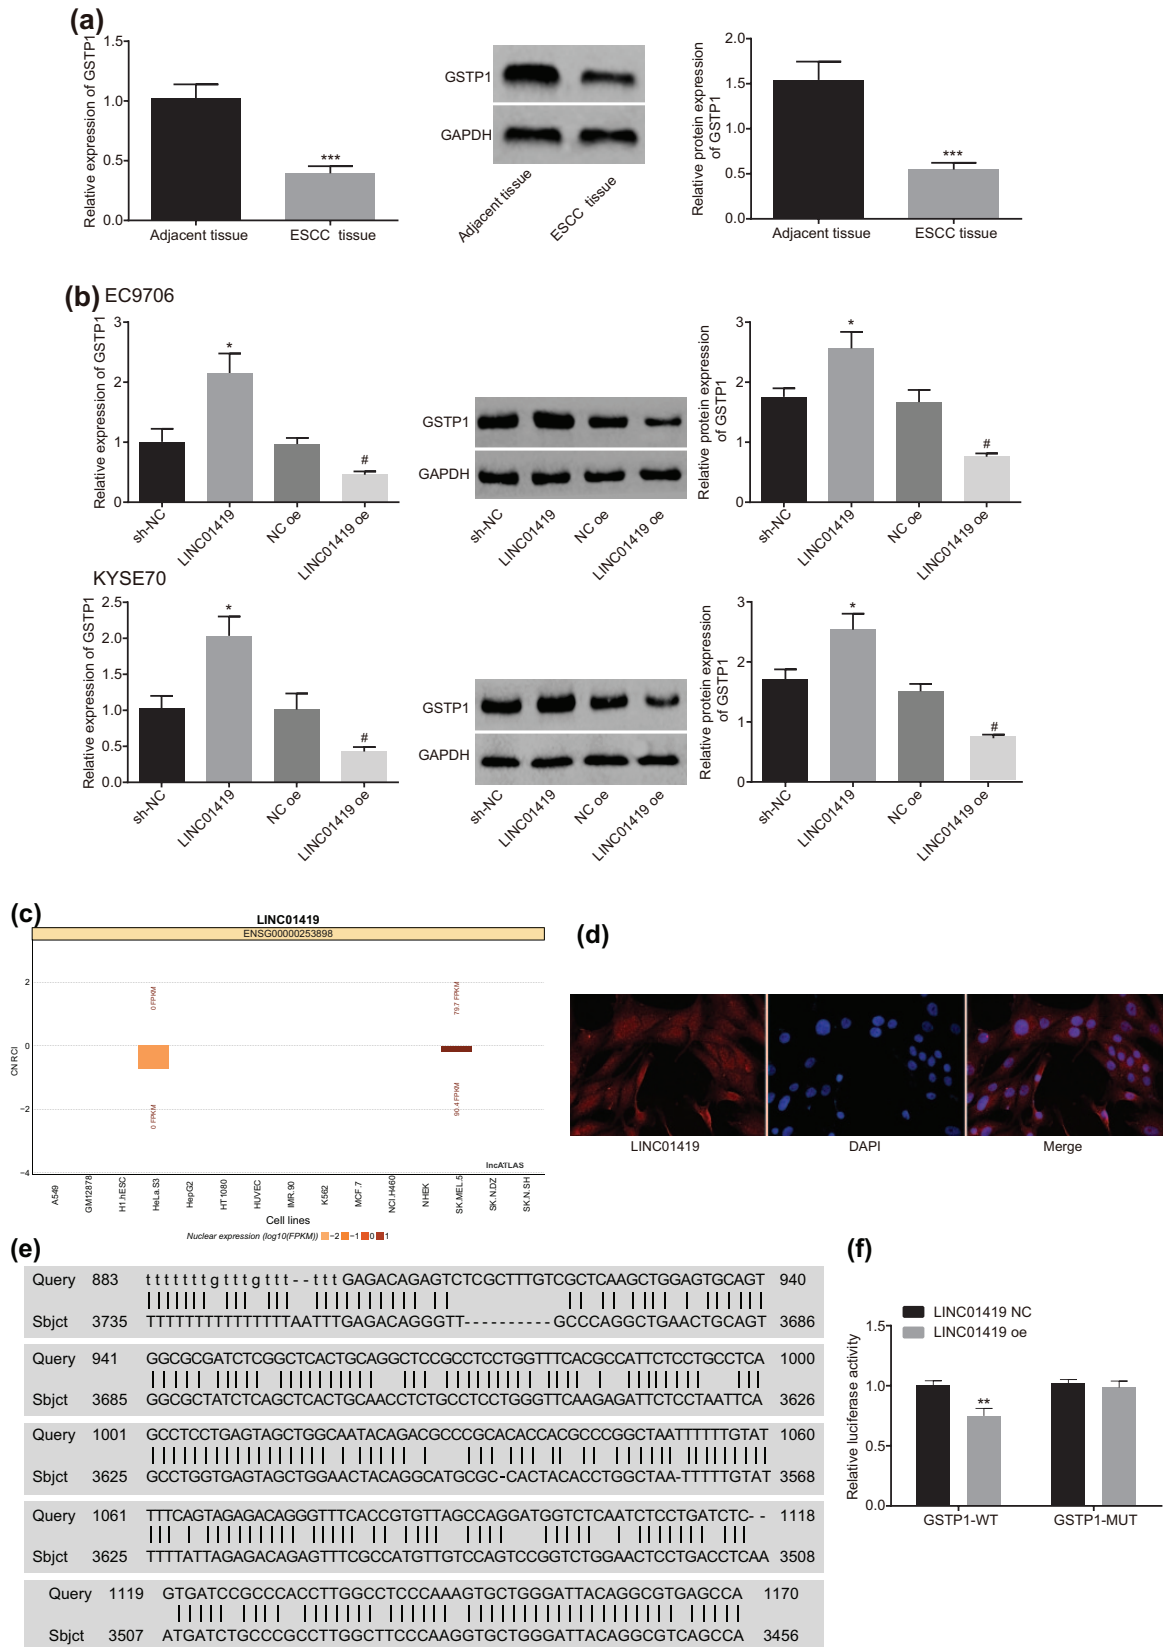 (a)
Relative expression of GSTP1
1.5
1.0
0.5
0.0
***
Adjacent tissue
ESCC tissue
GSTP1
GAPDH
Adjacent tissue
ESCC tissue
Relative protein expression
of GSTP1
2.0
1.5
1.0
0.5
0.0
***
Adjacent tissue
ESCC tissue
(b)
EC9706
Relative expression of GSTP1
3
2
1
0
*
#
sh-NC
LINC01419
NC oe
LINC01419 oe
GSTP1
GAPDH
sh-NC
LINC01419
NC oe
LINC01419 oe
Relative protein expression
of GSTP1
3
2
1
0
*
#
sh-NC
LINC01419
NC oe
LINC01419 oe
KYSE70
Relative expression of GSTP1
2.5
2.0
1.5
1.0
0.5
0.0
*
#
sh-NC
LINC01419
NC oe
LINC01419 oe
GSTP1
GAPDH
sh-NC
LINC01419
NC oe
LINC01419 oe
Relative protein expression
of GSTP1
3
2
1
0
*
#
sh-NC
LINC01419
NC oe
LINC01419 oe
(c)
LINC01419
ENSG00000253898
CN RCI
2
0
−2
−4
0 FPKM
0 FPKM
79.7 FPKM
90.4 FPKM
lncATLAS
A549
GM12878
H1.hESC
HeLa.S3
HepG2
HT1080
HUVEC
IMR.90
K562
MCF.7
NCI.H460
NHEK
SK.MEL.5
SK.N.DZ
SK.N.SH
Cell lines
Nuclear expression (log10(FPKM)) −2 −1 0 1
(d)
LINC01419
DAPI
Merge
(e)
Query 883 tttttttgtttgttt--tttGAGACAGAGTCTCGCTTTGTCGCTCAAGCTGGAGTGCAGT 940
Sbjct 3735 TTTTTTTTTTTTTTTAATTTGAGACAGGGTT----------GCCCAGGCTGAACTGCAGT 3686
Query 941 GGCGCGATCTCGGCTCACTGCAGGCTCCGCCTCCTGGTTTCACGCCATTCTCCTGCCTCA 1000
Sbjct 3685 GGCGCTATCTCAGCTCACTGCAACCTCTGCCTCCTGGGTTCAAGAGATTCTCCTAATTCA 3626
Query 1001 GCCTCCTGAGTAGCTGGCAATACAGACGCCCGCACACCACGCCCGGCTAATTTTTTGTAT 1060
Sbjct 3625 GCCTGGTGAGTAGCTGGAACTACAGGCATGCGC-CACTACACCTGGCTAA-TTTTTGTAT 3568
Query 1061 TTTCAGTAGAGACAGGGTTTCACCGTGTTAGCCAGGATGGTCTCAATCTCCTGATCTC-- 1118
Sbjct 3625 TTTTATTAGAGACAGAGTTTCGCCATGTTGTCCAGTCCGGTCTGGAACTCCTGACCTCAA 3508
Query 1119 GTGATCCGCCCACCTTGGCCTCCCAAAGTGCTGGGATTACAGGCGTGAGCCA 1170
Sbjct 3507 ATGATCTGCCCGCCTTGGCTTCCCAAGGTGCTGGGATTACAGGCGTCAGCCA 3456
(f)
LINC01419 NC
LINC01419 oe
Relative luciferase activity
1.5
1.0
0.5
0.0
**
GSTP1-WT
GSTP1-MUT